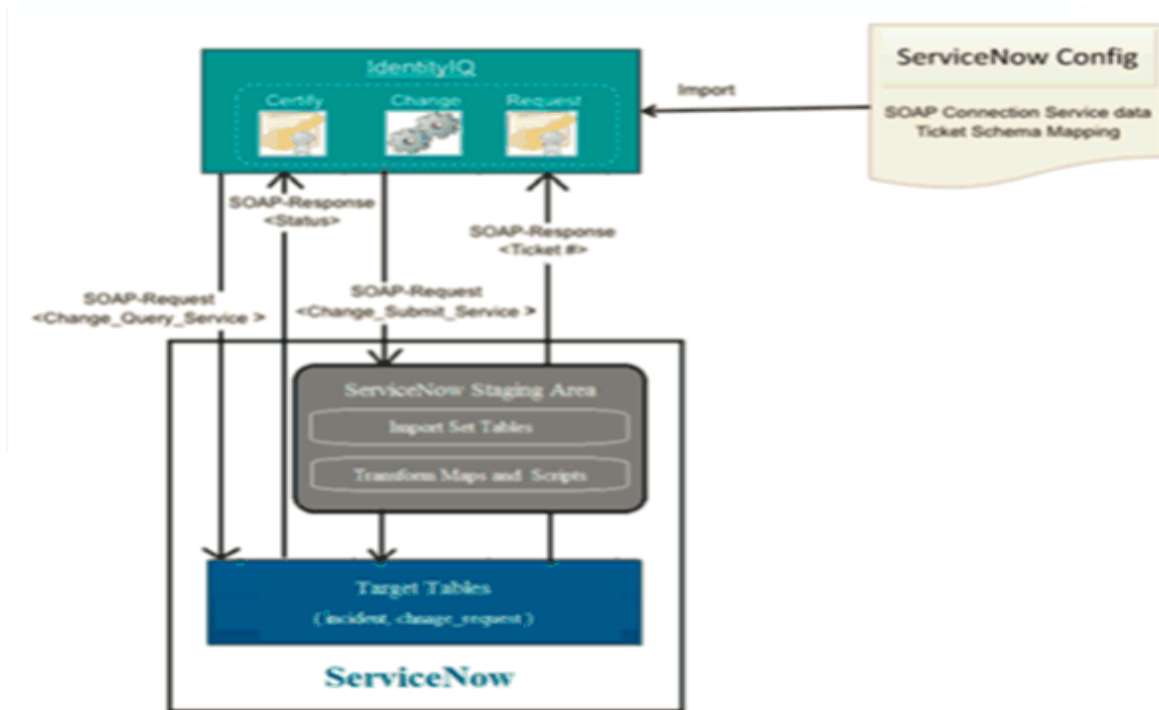 IdentityIQ
Certify
Change
Request
Import
ServiceNow Config
SOAP Connection Service data
Ticket Schema Mapping
SOAP-Response
<Status>
SOAP-Response
<Ticket #>
SOAP-Request
<Change_Query_Service >
SOAP-Request
<Change_Submit_Service >
ServiceNow Staging Area
Import Set Tables
Transform Maps and Scripts
Target Tables
( incident, chnage_request )
ServiceNow